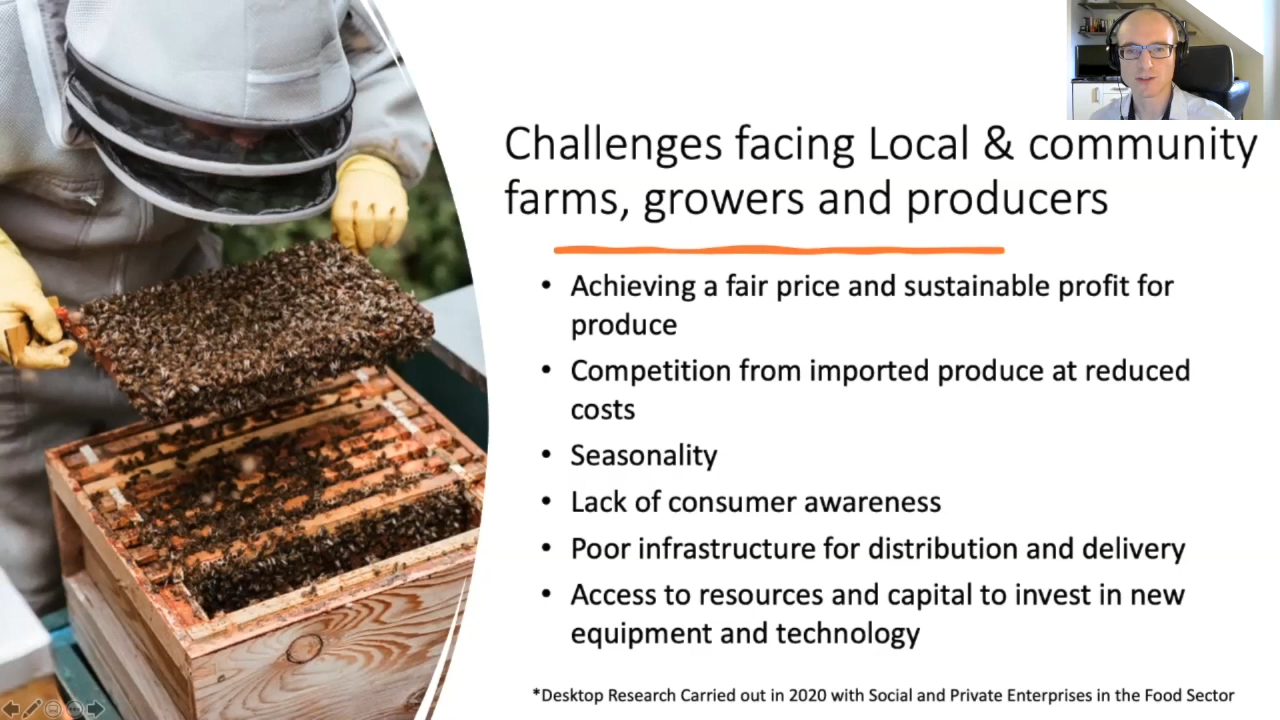 Challenges facing Local & community
farms, growers and producers
• Achieving a fair price and sustainable profit for
produce
• Competition from imported produce at reduced
costs
• Seasonality
• Lack of consumer awareness
• Poor infrastructure for distribution and delivery
• Access to resources and capital to invest in new
equipment and technology
*Desktop Research Carried out in 2020 with Social and Private Enterprises in the Food Sector